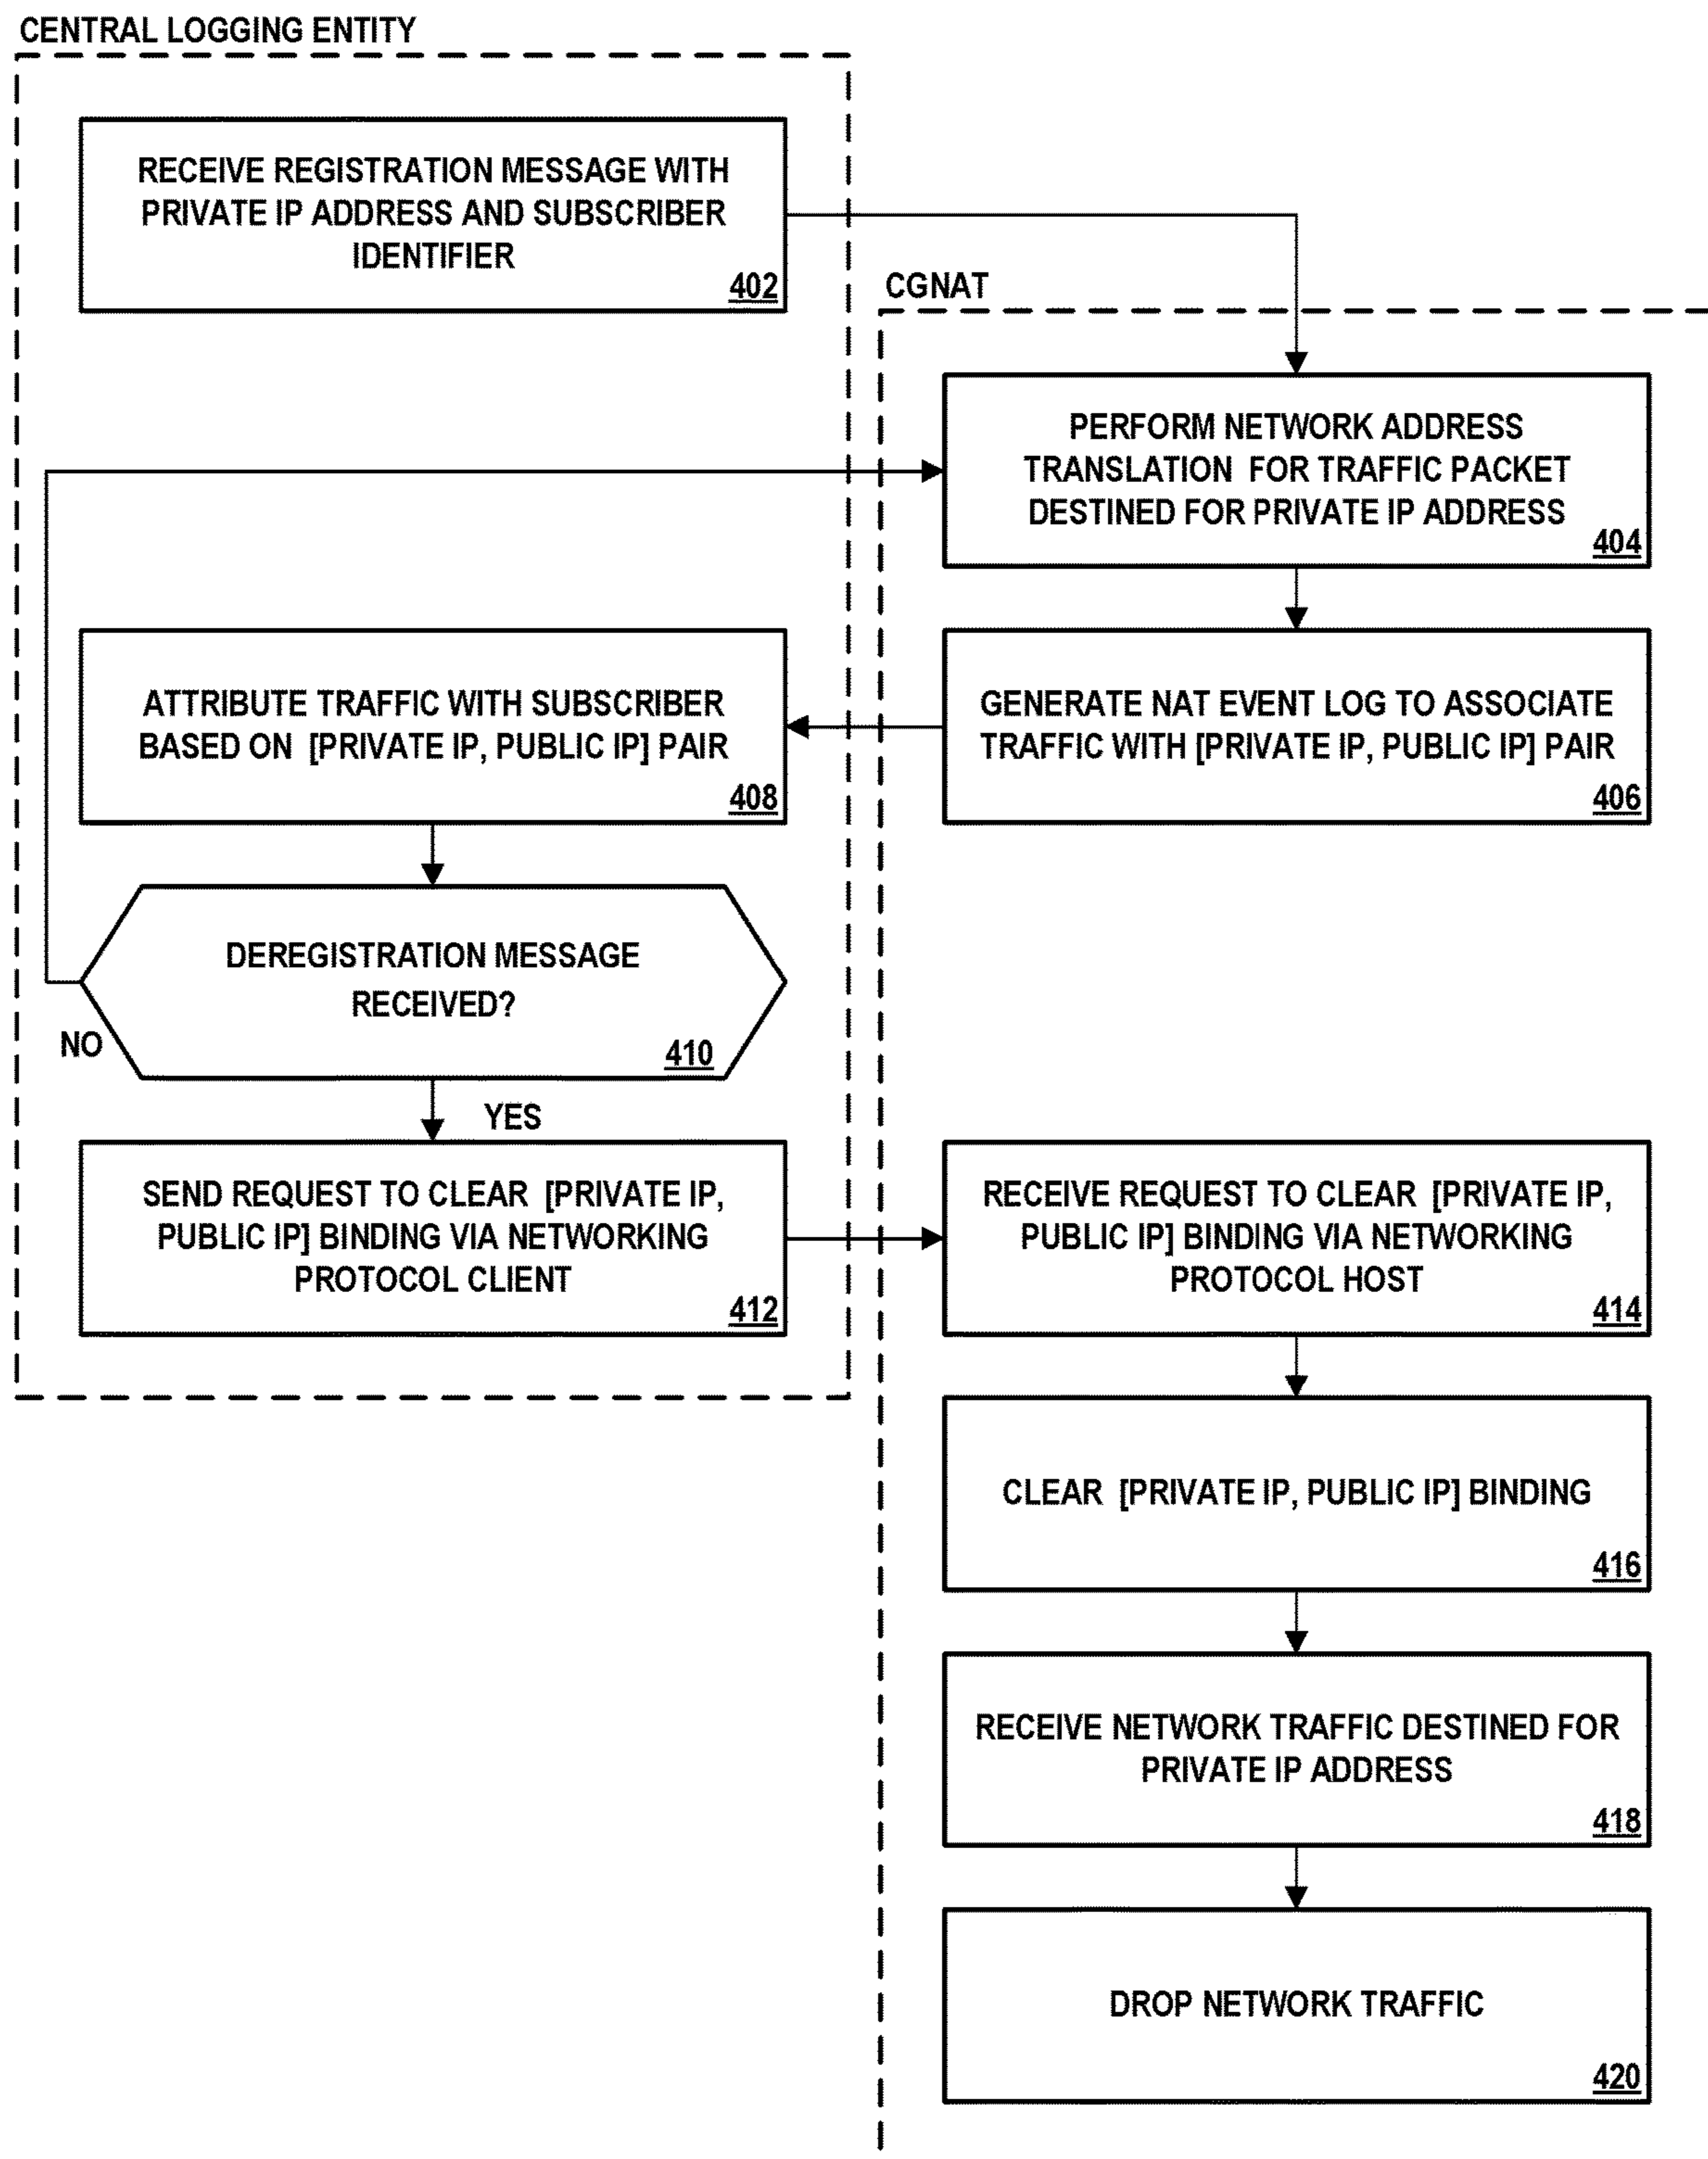 CENTRAL LOGGING ENTITY
RECEIVE REGISTRATION MESSAGE WITH
PRIVATE IP ADDRESS AND SUBSCRIBER
IDENTIFIER
402
CGNAT
PERFORM NETWORK ADDRESS
TRANSLATION FOR TRAFFIC PACKET
DESTINED FOR PRIVATE IP ADDRESS
404
GENERATE NAT EVENT LOG TO ASSOCIATE
TRAFFIC WITH [PRIVATE IP, PUBLIC IP] PAIR
406
ATTRIBUTE TRAFFIC WITH SUBSCRIBER
BASED ON [PRIVATE IP, PUBLIC IP] PAIR
408
DEREGISTRATION MESSAGE
RECEIVED?
410
NO
YES
SEND REQUEST TO CLEAR [PRIVATE IP,
PUBLIC IP] BINDING VIA NETWORKING
PROTOCOL CLIENT
412
RECEIVE REQUEST TO CLEAR [PRIVATE IP,
PUBLIC IP] BINDING VIA NETWORKING
PROTOCOL HOST
414
CLEAR [PRIVATE IP, PUBLIC IP] BINDING
416
RECEIVE NETWORK TRAFFIC DESTINED FOR
PRIVATE IP ADDRESS
418
DROP NETWORK TRAFFIC
420